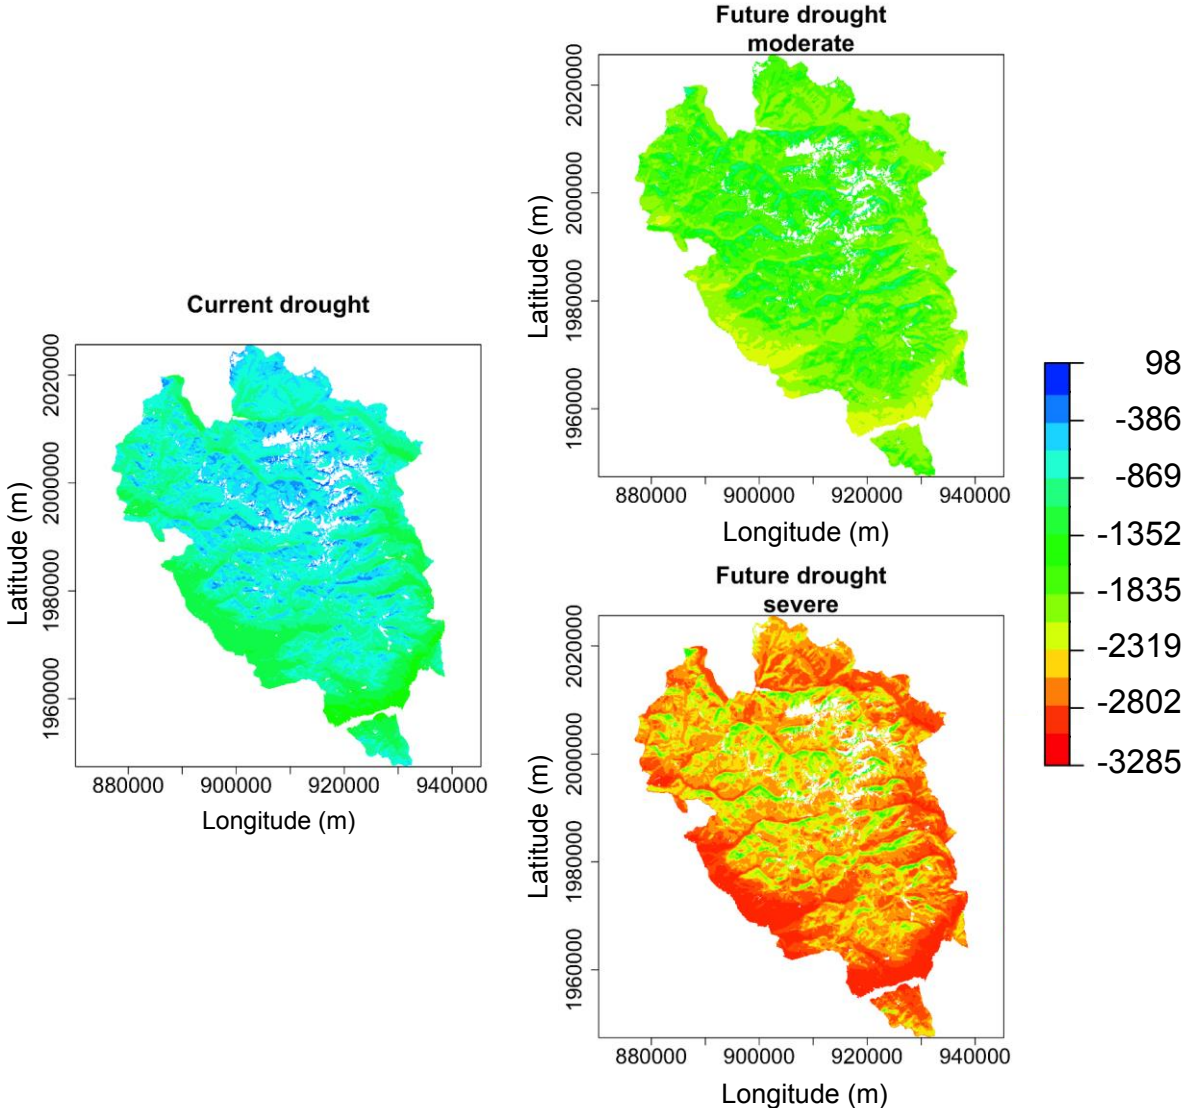 Current drought
Latitude (m)
2020000
2000000
1980000
1960000
880000 900000 920000 940000
Longitude (m)
Future drought
moderate
Latitude (m)
2020000
2000000
1980000
1960000
880000 900000 920000 940000
Longitude (m)
Future drought
severe
Latitude (m)
2020000
2000000
1980000
1960000
880000 900000 920000 940000
Longitude (m)
98
-386
-869
-1352
-1835
-2319
-2802
-3285